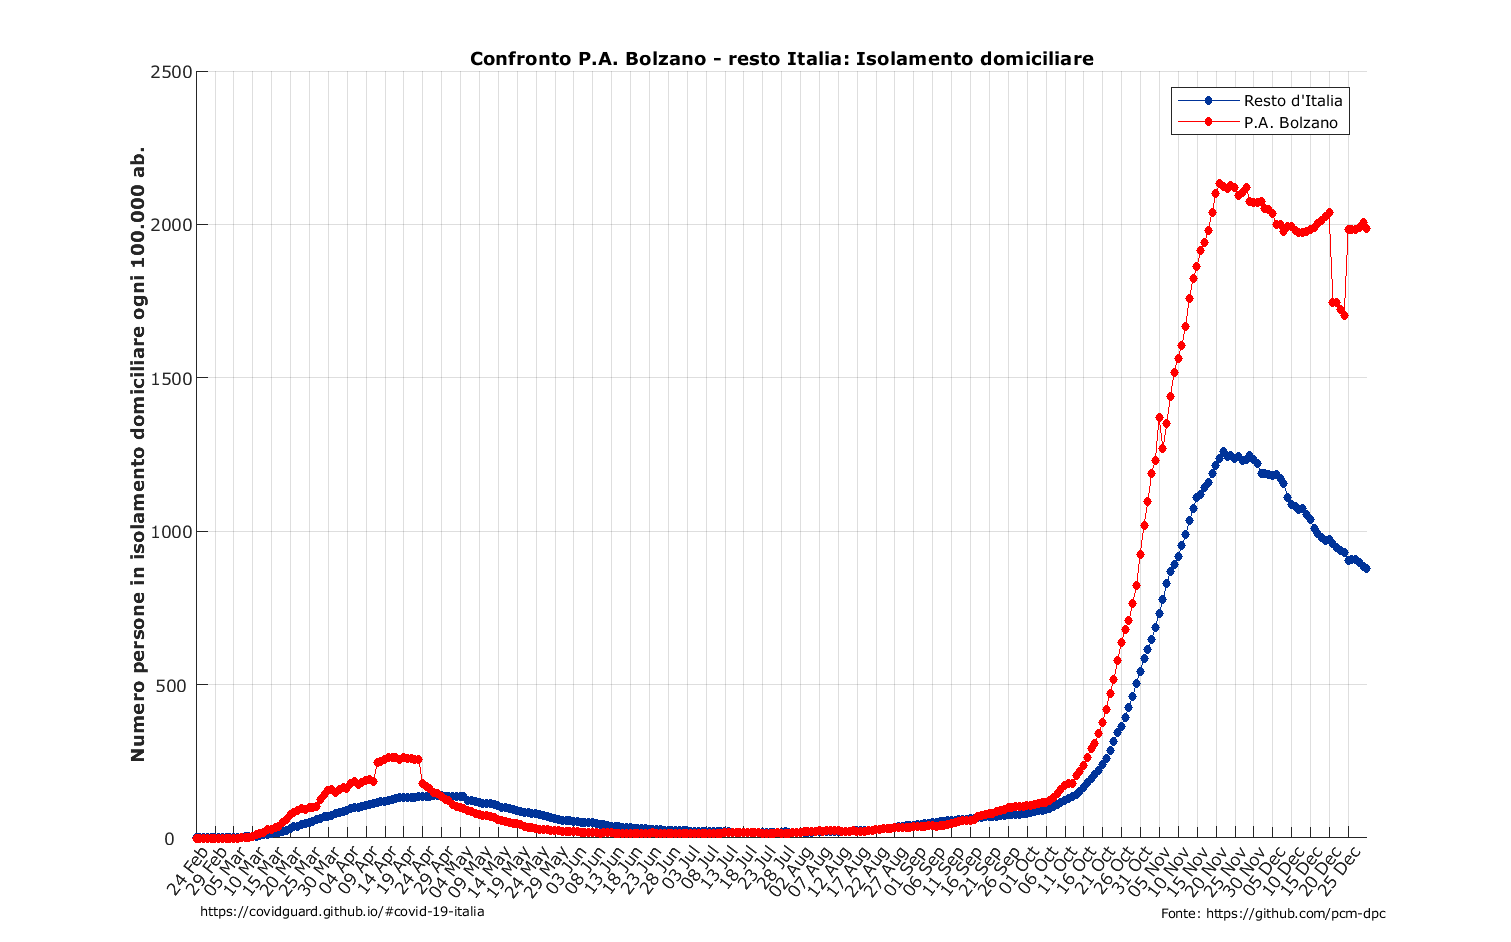 Confronto P.A. Bolzano - resto Italia: Isolamento domiciliare
Resto d'Italia
P.A. Bolzano
Numero persone in isolamento domiciliare ogni 100.000 ab.
2500
2000
1500
1000
500
0
24 Feb
29 Feb
05 Mar
10 Mar
15 Mar
20 Mar
25 Mar
30 Mar
04 Apr
09 Apr
14 Apr
19 Apr
24 Apr
29 Apr
04 May
09 May
14 May
19 May
24 May
29 May
03 Jun
08 Jun
13 Jun
18 Jun
23 Jun
28 Jun
03 Jul
08 Jul
13 Jul
18 Jul
23 Jul
28 Jul
02 Aug
07 Aug
12 Aug
17 Aug
22 Aug
27 Aug
01 Sep
06 Sep
11 Sep
16 Sep
21 Sep
26 Sep
01 Oct
06 Oct
11 Oct
16 Oct
21 Oct
26 Oct
31 Oct
05 Nov
10 Nov
15 Nov
20 Nov
25 Nov
30 Nov
05 Dec
10 Dec
15 Dec
20 Dec
25 Dec
https://covidguard.github.io/#covid-19-italia
Fonte: https://github.com/pcm-dpc